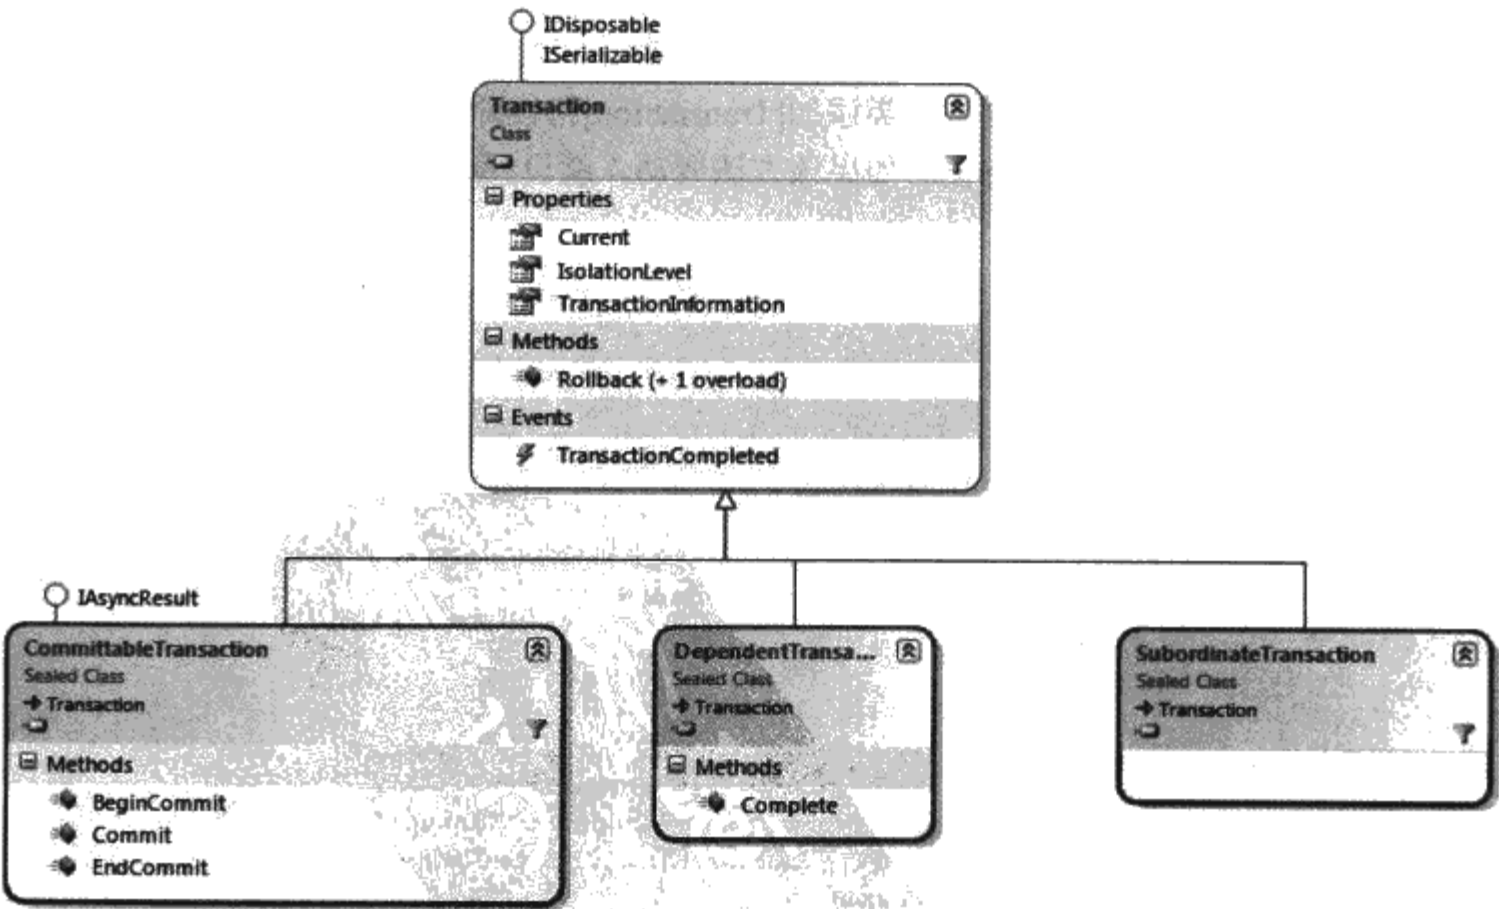 IDisposable
ISerializable
Transaction
Class
Properties
Current
IsolationLevel
TransactionInformation
Methods
Rollback (+ 1 overload)
Events
TransactionCompleted
IAsyncResult
CommittableTransaction
Sealed Class
Transaction
Methods
BeginCommit
Commit
EndCommit
DependentTransa...
Sealed Class
Transaction
Methods
Complete
SubordinateTransaction
Sealed Class
Transaction